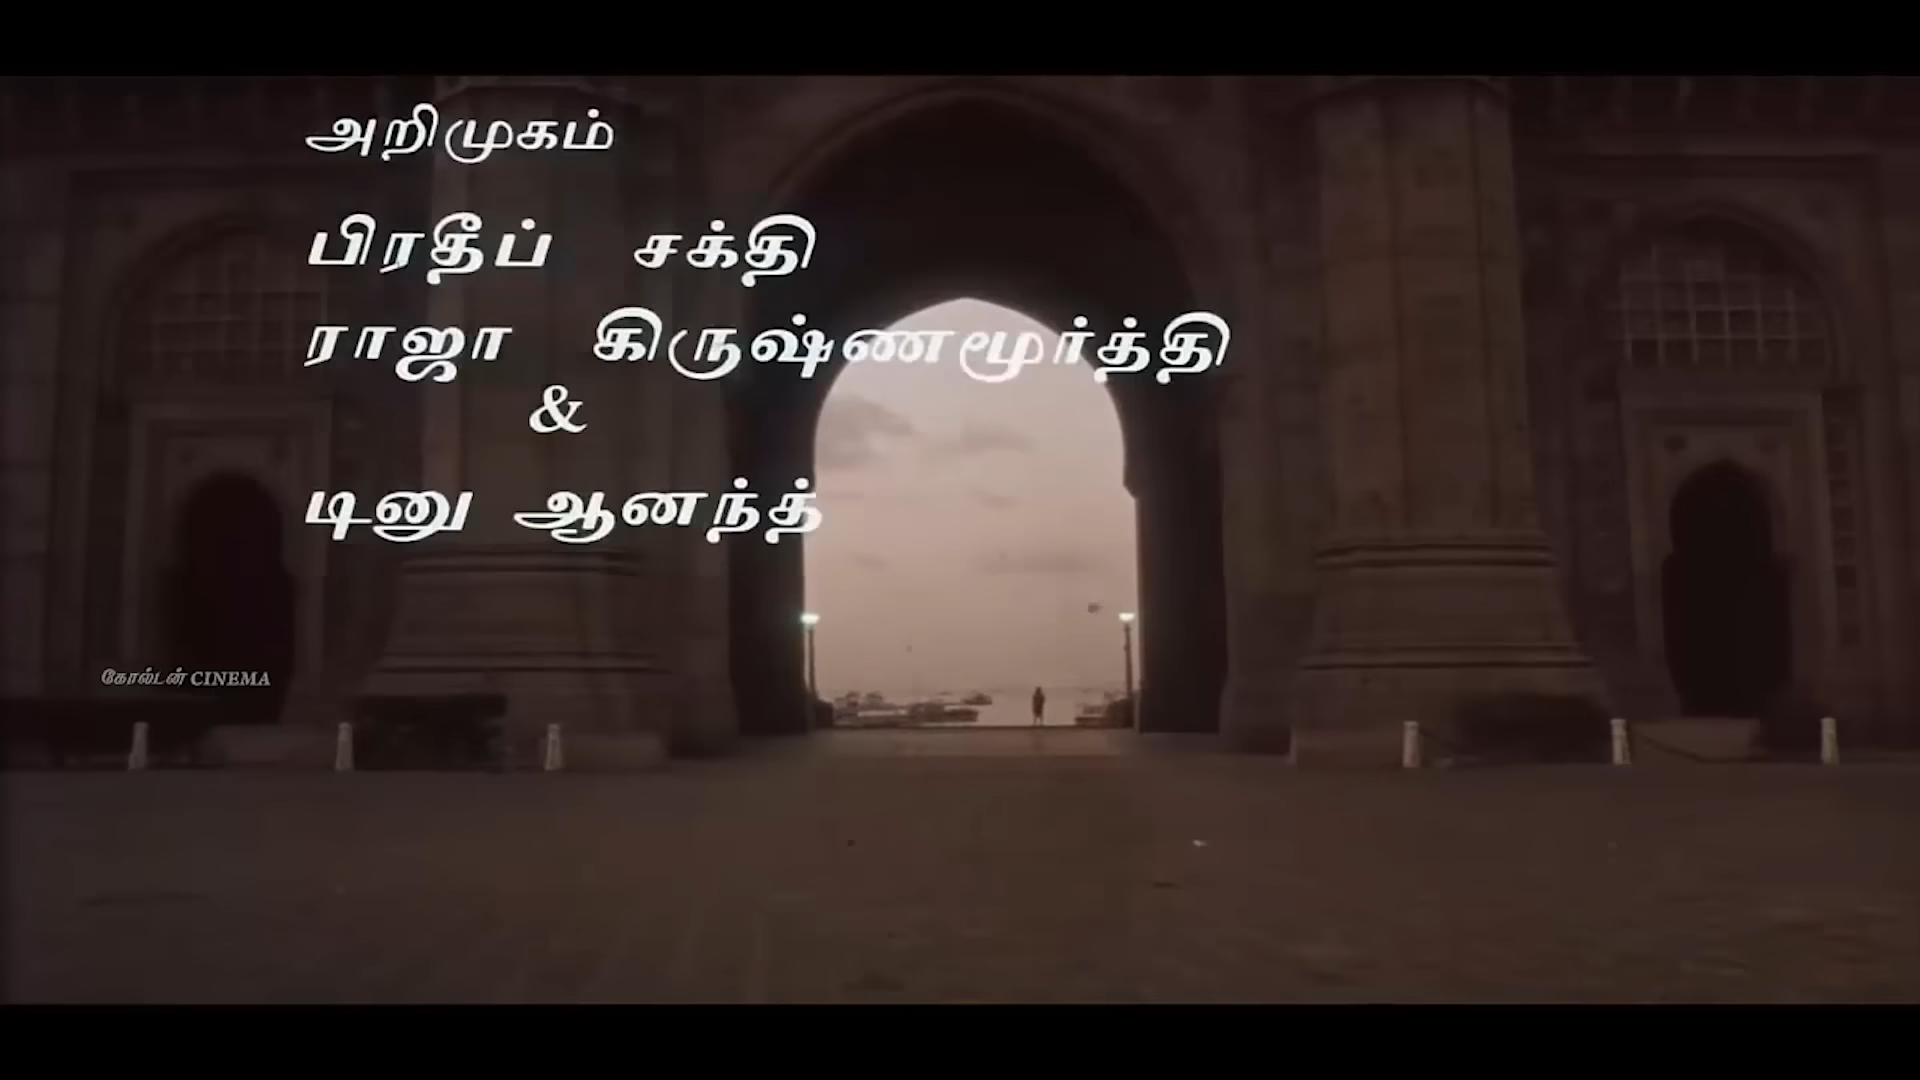 அறிமுகம்
பிரதீப் சக்தி
ராஜா கிருஷ்ணமூர்த்தி
&
டினு ஆனந்த்
கோல்டன் CINEMA